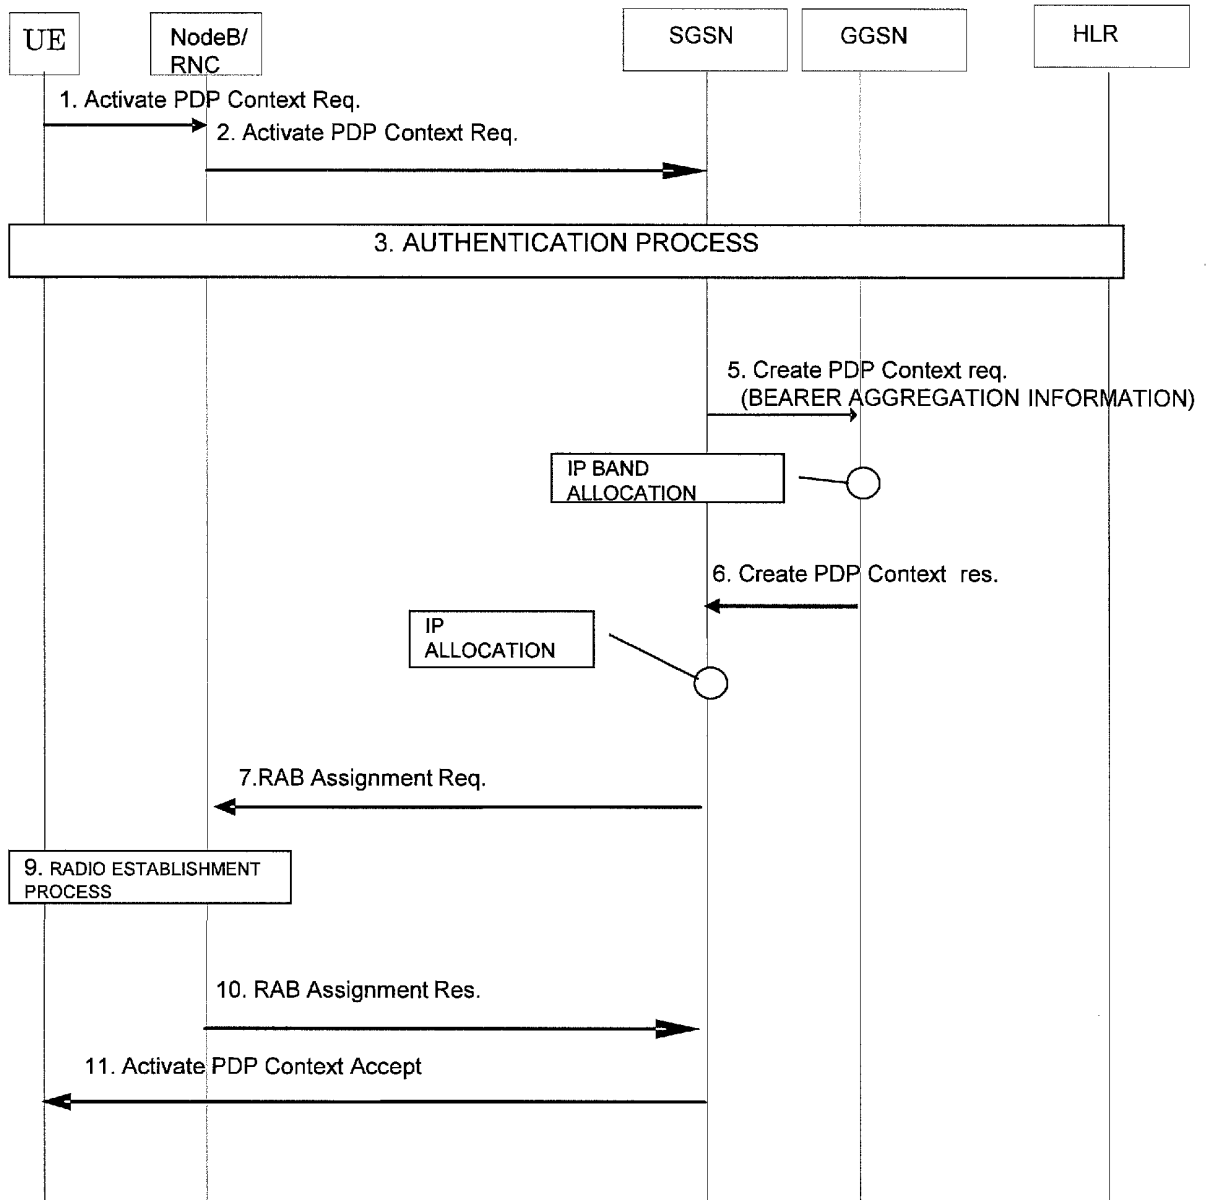 UE
NodeB/
RNC
SGSN
GGSN
HLR
1. Activate PDP Context Req.
2. Activate PDP Context Req.
3. AUTHENTICATION PROCESS
5. Create PDP Context req.
(BEARER AGGREGATION INFORMATION)
IP BAND
ALLOCATION
6. Create PDP Context res.
IP
ALLOCATION
7.RAB Assignment Req.
9. RADIO ESTABLISHMENT
PROCESS
10. RAB Assignment Res.
11. Activate PDP Context Accept